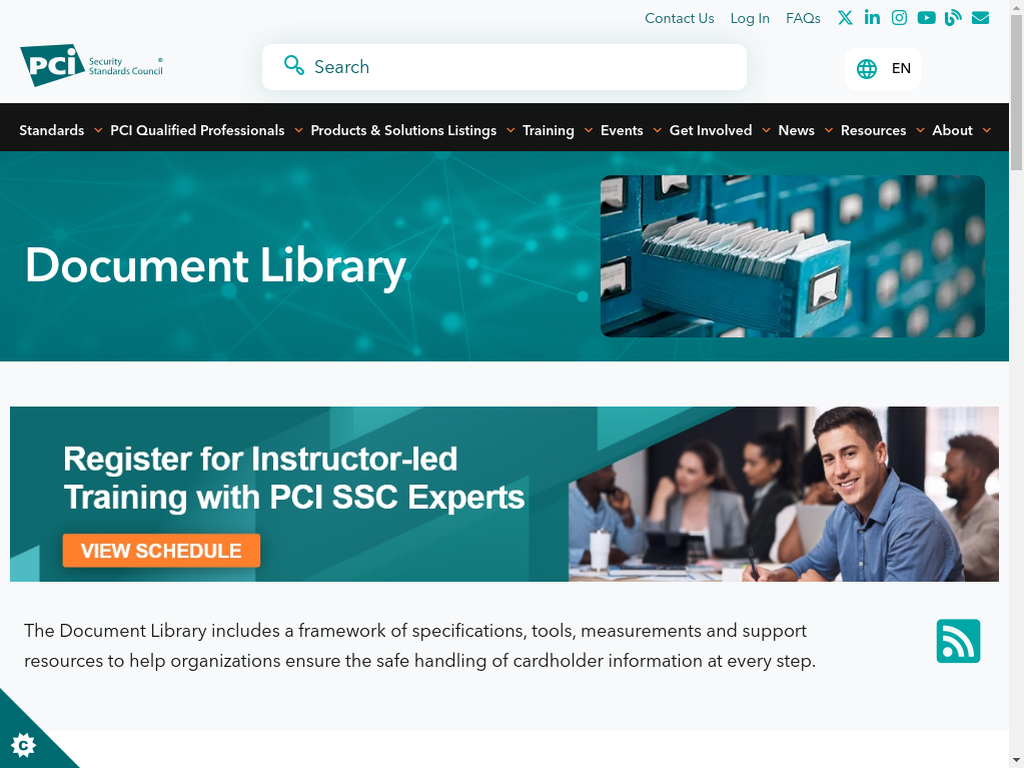 Contact Us Log In FAQs
PCi Security Standards Council ®
Search
EN
Standards PCI Qualified Professionals Products & Solutions Listings Training Events Get Involved News Resources About
Document Library
Register for Instructor-led
Training with PCI SSC Experts
VIEW SCHEDULE
The Document Library includes a framework of specifications, tools, measurements and support
resources to help organizations ensure the safe handling of cardholder information at every step.
C